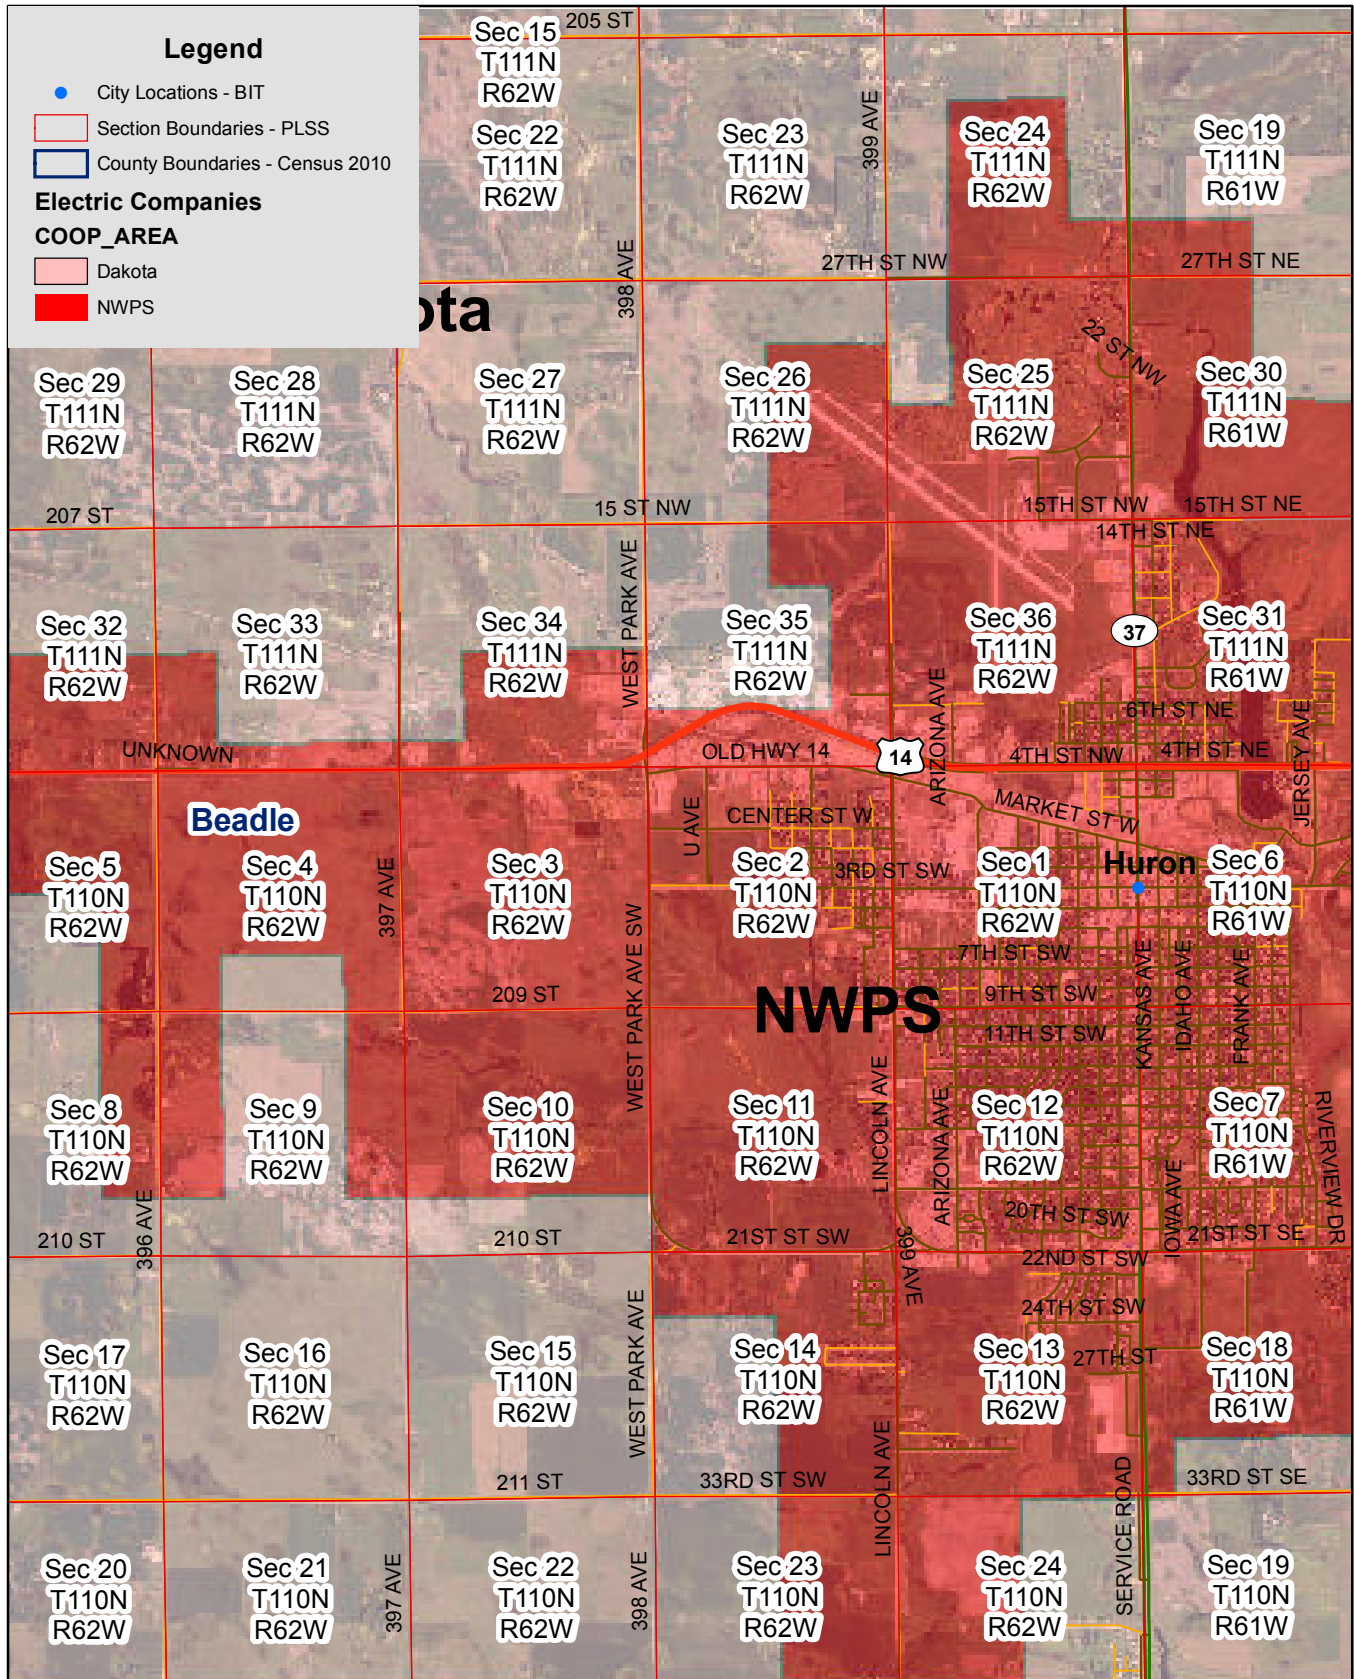 Legend
City Locations - BIT
Section Boundaries - PLSS
County Boundaries - Census 2010
Electric Companies
COOP_AREA
Dakota
NWPS
205 ST
Sec 15
T111N
R62W
Sec 22
T111N
R62W
398 AVE
Sec 23
T111N
R62W
399 AVE
Sec 24
T111N
R62W
Sec 19
T111N
R61W
27TH ST NW
27TH ST NE
ota
22 ST NW
Sec 29
T111N
R62W
Sec 28
T111N
R62W
Sec 27
T111N
R62W
Sec 26
T111N
R62W
Sec 25
T111N
R62W
Sec 30
T111N
R61W
207 ST
15 ST NW
15TH ST NW
15TH ST NE
14TH ST NE
Sec 32
T111N
R62W
Sec 33
T111N
R62W
Sec 34
T111N
R62W
WEST PARK AVE
Sec 35
T111N
R62W
Sec 36
T111N
R62W
37
Sec 31
T111N
R61W
ARIZONA AVE
6TH ST NE
JERSEY AVE
UNKNOWN
OLD HWY 14
14
4TH ST NW
4TH ST NE
MARKET ST W
Beadle
U AVE
CENTER ST W
Sec 5
T110N
R62W
Sec 4
T110N
R62W
397 AVE
Sec 3
T110N
R62W
Sec 2
T110N
R62W
3RD ST SW
Sec 1
T110N
R62W
Huron
Sec 6
T110N
R61W
WEST PARK AVE SW
7TH ST SW
209 ST
NWPS
9TH ST SW
11TH ST SW
KANSAS AVE
IDAHO AVE
FRANK AVE
Sec 8
T110N
R62W
Sec 9
T110N
R62W
Sec 10
T110N
R62W
Sec 11
T110N
R62W
LINCOLN AVE
ARIZONA AVE
Sec 12
T110N
R62W
Sec 7
T110N
R61W
RIVERVIEW DR
IOWA AVE
20TH ST SW
210 ST
396 AVE
210 ST
21ST ST SW
399 AVE
21ST ST SE
22ND ST SW
24TH ST SW
Sec 17
T110N
R62W
Sec 16
T110N
R62W
Sec 15
T110N
R62W
WEST PARK AVE
Sec 14
T110N
R62W
Sec 13
T110N
R62W
27TH ST
Sec 18
T110N
R61W
211 ST
33RD ST SW
LINCOLN AVE
SERVICE ROAD
33RD ST SE
Sec 20
T110N
R62W
Sec 21
T110N
R62W
397 AVE
Sec 22
T110N
R62W
398 AVE
Sec 23
T110N
R62W
Sec 24
T110N
R62W
Sec 19
T110N
R61W